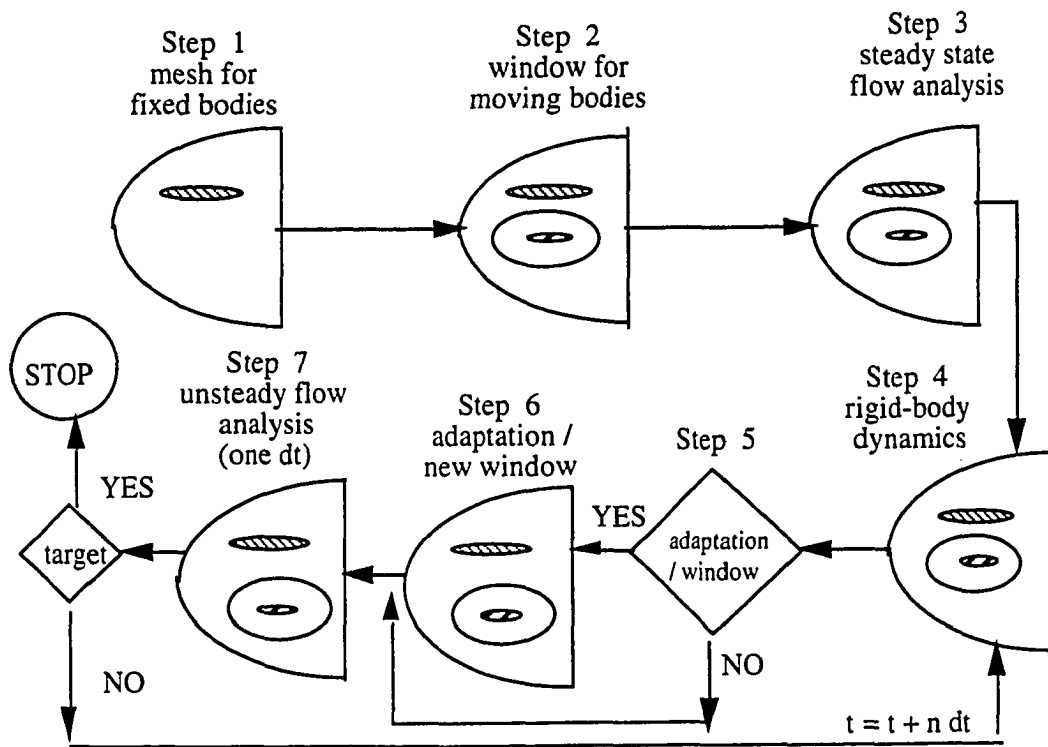 Step 1
mesh for
fixed bodies
Step 2
window for
moving bodies
Step 3
steady state
flow analysis
Step 4
rigid-body
dynamics
Step 5
adaptation
/ window
YES
NO
Step 6
adaptation /
new window
Step 7
unsteady flow
analysis
(one dt)
target
YES
STOP
NO
t = t + n dt